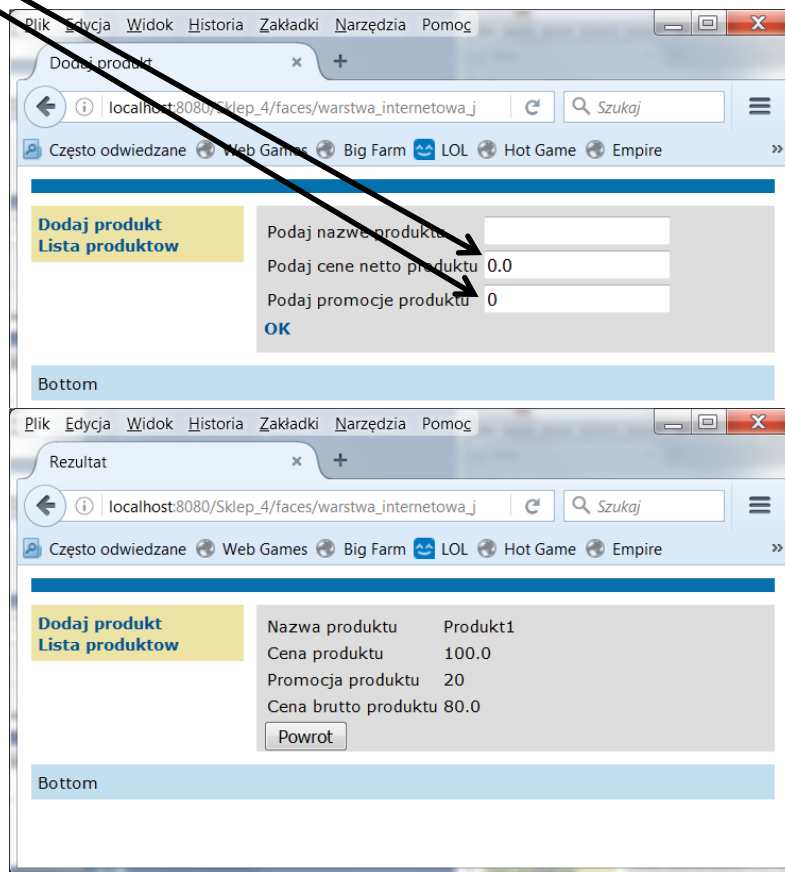 Plik Edycja Widok Historia Zakładki Narzędzia Pomoc
Dodaj produkt × +
localhost:8080/Sklep_4/faces/warstwa_internetowa_j Szukaj
Często odwiedzane Web Games Big Farm LOL Hot Game Empire »
Dodaj produkt
Lista produktow
Podaj nazwe produktu
Podaj cene netto produktu 0.0
Podaj promocje produktu 0
OK
Bottom
Plik Edycja Widok Historia Zakładki Narzędzia Pomoc
Rezultat × +
localhost:8080/Sklep_4/faces/warstwa_internetowa_j Szukaj
Często odwiedzane Web Games Big Farm LOL Hot Game Empire »
Dodaj produkt
Lista produktow
Nazwa produktu Produkt1
Cena produktu 100.0
Promocja produktu 20
Cena brutto produktu 80.0
Powrot
Bottom